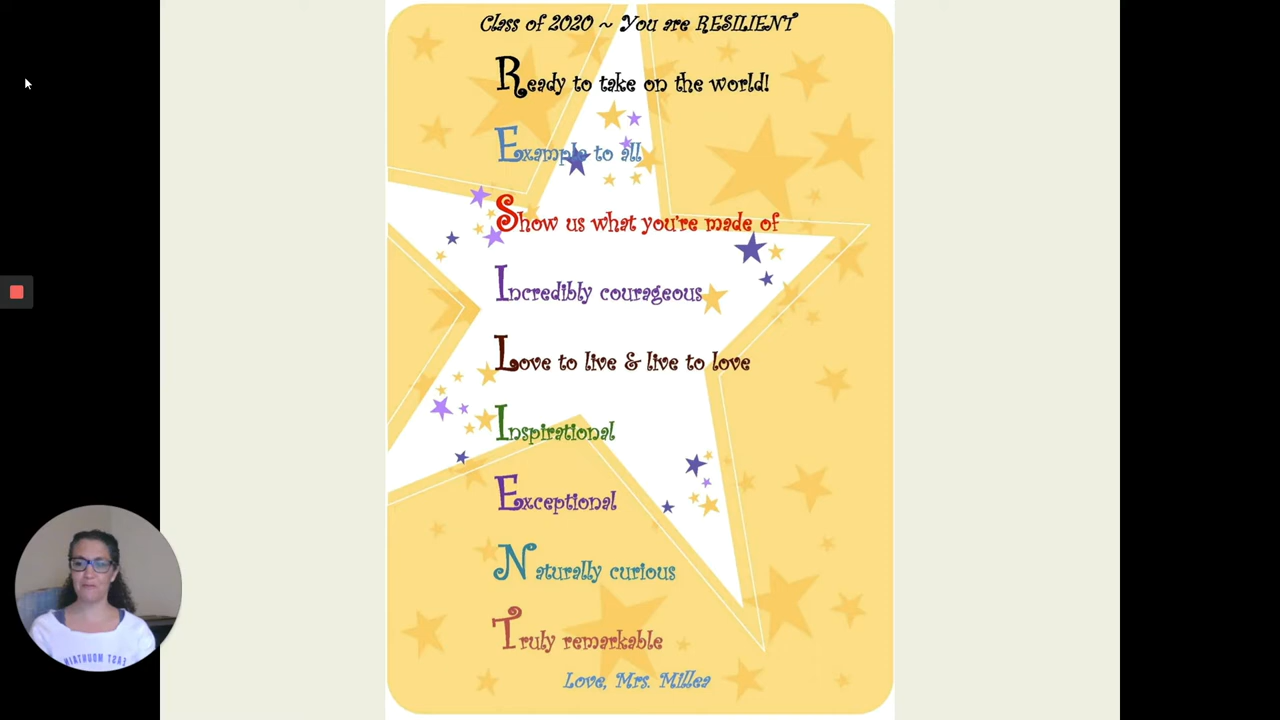 Class of 2020 ~ You are RESILIENT
Ready to take on the world!
Example to all
Show us what you're made of
Incredibly courageous
Love to live & live to love
Inspirational
Exceptional
Naturally curious
Truly remarkable
Love, Mrs. Millea
EAST MOUNTAIN